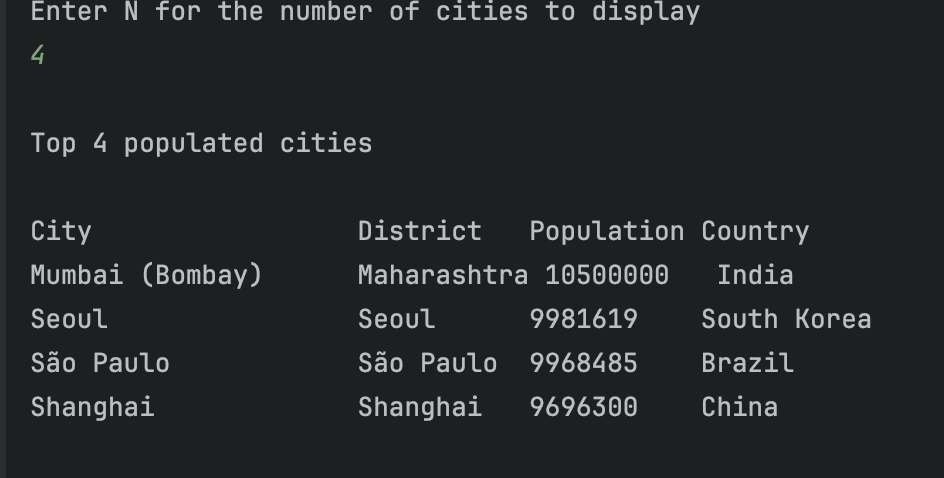 Enter N for the number of cities to display
4
Top 4 populated cities
City District Population Country
Mumbai (Bombay) Maharashtra 10500000 India
Seoul Seoul 9981619 South Korea
São Paulo São Paulo 9968485 Brazil
Shanghai Shanghai 9696300 China